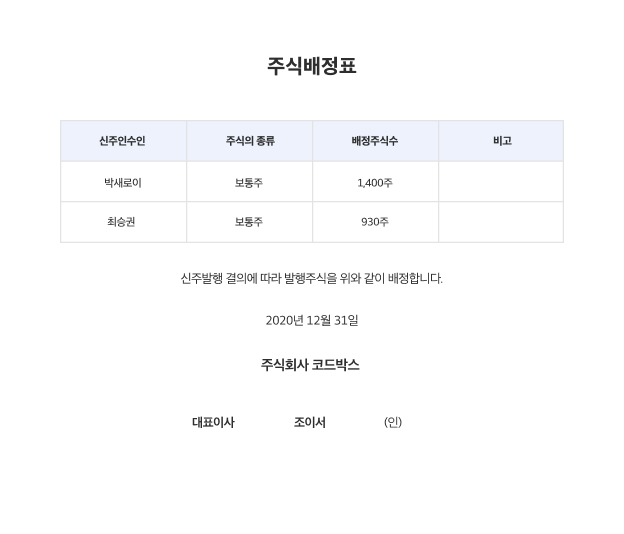 주식배정표
신주인수인 주식의 종류 배정주식수 비고
박새로이 보통주 1,400주
최승권 보통주 930주
신주발행 결의에 따라 발행주식을 위와 같이 배정합니다.
2020년 12월 31일
주식회사 코드박스
대표이사 조이서 (인)